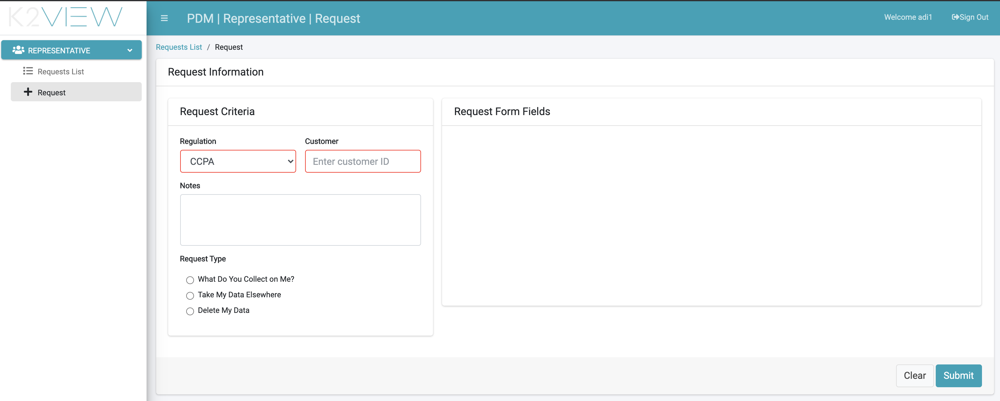 K2VIEW
PDM | Representative | Request
Welcome adi1
Sign Out
REPRESENTATIVE
Requests List
Request
Requests List / Request
Request Information
Request Criteria
Regulation
Customer
CCPA
Enter customer ID
Notes
Request Type
What Do You Collect on Me?
Take My Data Elsewhere
Delete My Data
Request Form Fields
Clear
Submit